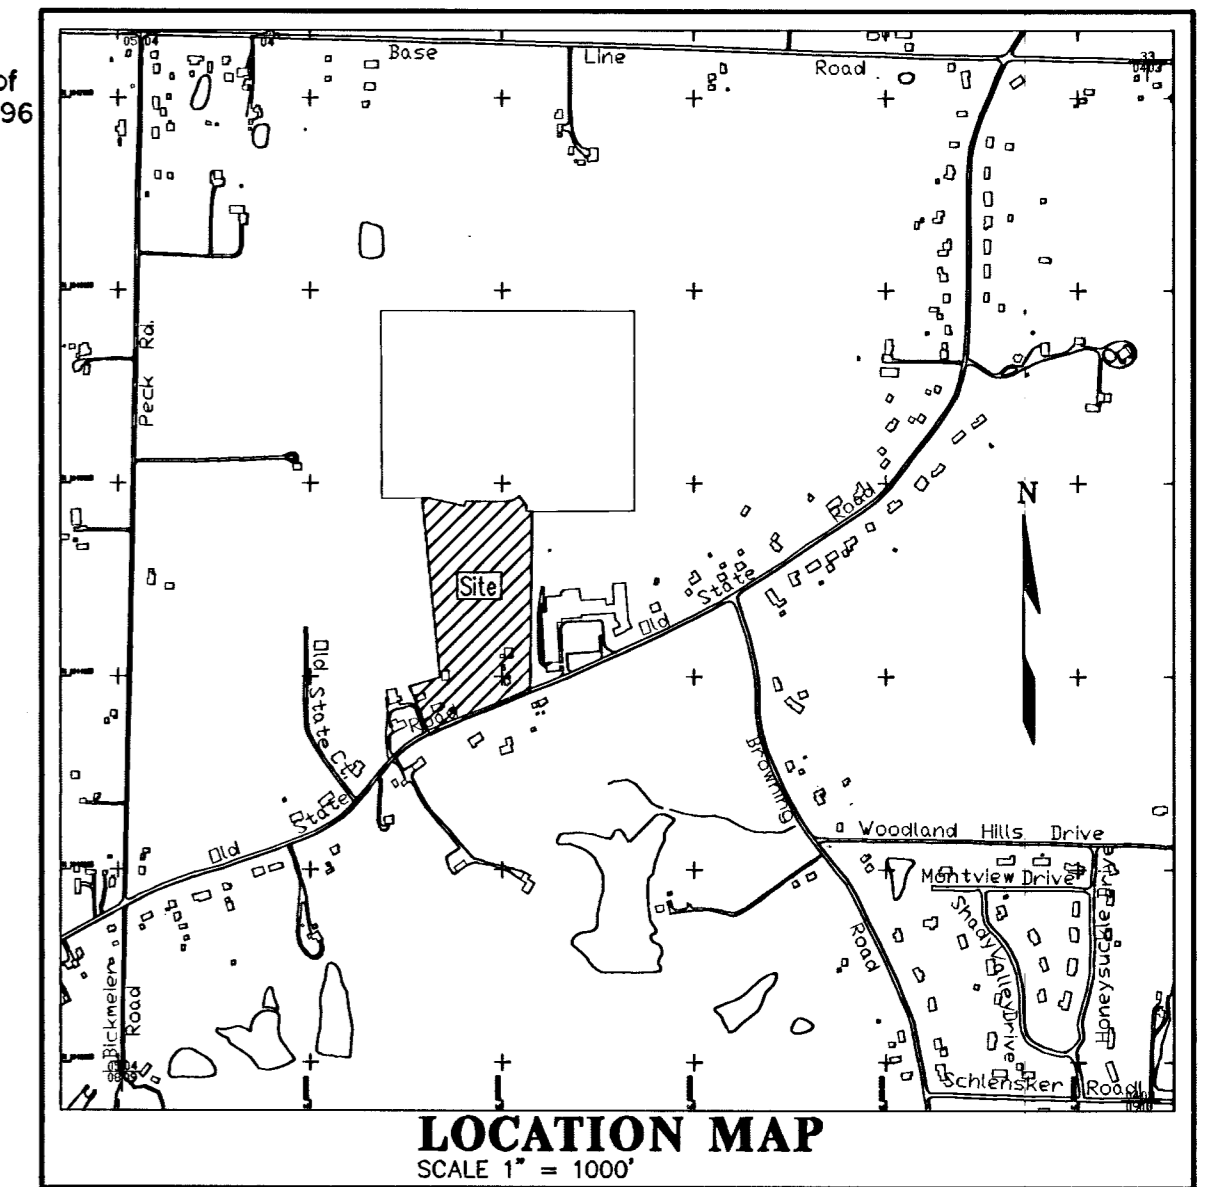 of
96
05 04
04
Base Line Road
33
Peck Rd.
N
Site
Old State Road
Old State Ct.
Old State Road
Browning Road
Woodland Hills Drive
Montview Drive
Shady Valley Drive
Honeysuckle Drive
Bickmeier Road
Schlensker Road
LOCATION MAP
SCALE 1" = 1000'